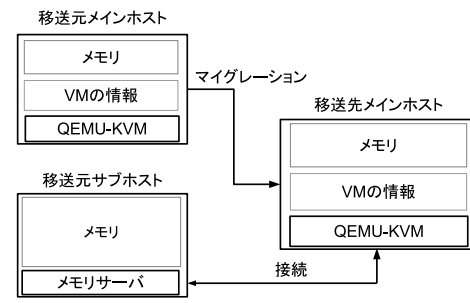 移送元メインホスト
メモリ
VMの情報
QEMU-KVM
マイグレーション
移送先メインホスト
メモリ
VMの情報
QEMU-KVM
移送元サブホスト
メモリ
メモリサーバ
接続